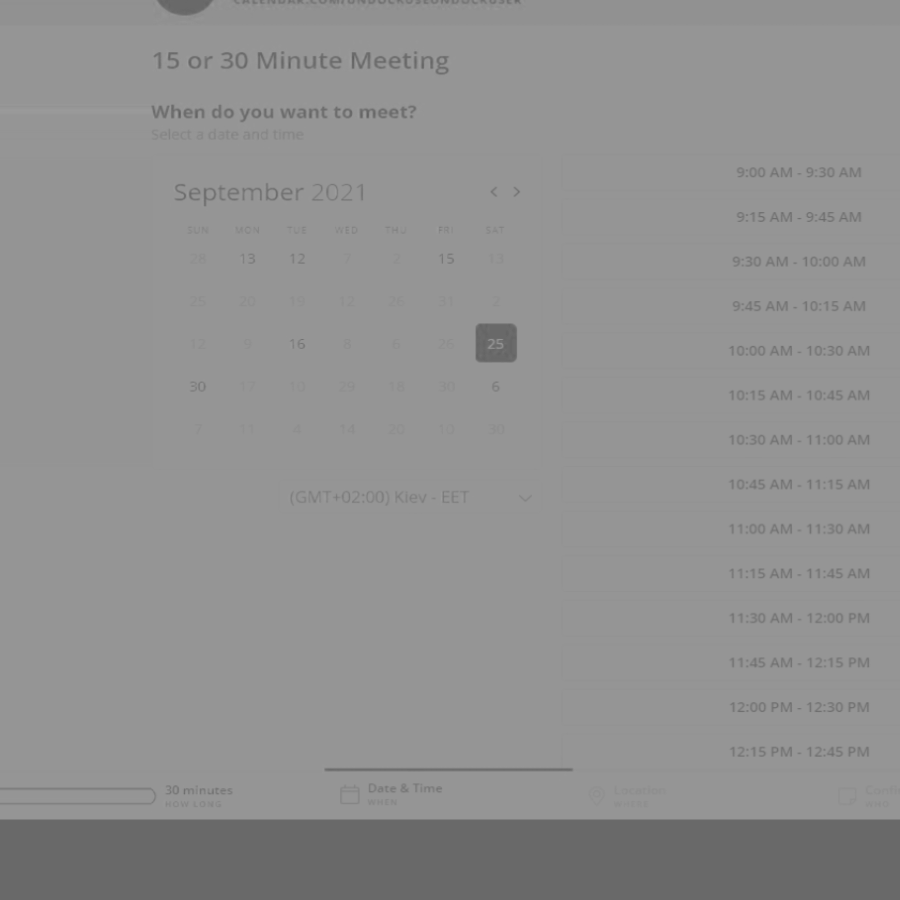 15 or 30 Minute Meeting
When do you want to meet?
Select a date and time
September 2021
SUN MON TUE WED THU FRI SAT
28 13 12 7 2 15 13
25 20 19 12 26 31 2
12 9 16 8 6 26 25
30 17 10 29 18 30 6
7 11 4 14 20 10 30
(GMT+02:00) Kiev - EET
9:00 AM - 9:30 AM
9:15 AM - 9:45 AM
9:30 AM - 10:00 AM
9:45 AM - 10:15 AM
10:00 AM - 10:30 AM
10:15 AM - 10:45 AM
10:30 AM - 11:00 AM
10:45 AM - 11:15 AM
11:00 AM - 11:30 AM
11:15 AM - 11:45 AM
11:30 AM - 12:00 PM
11:45 AM - 12:15 PM
12:00 PM - 12:30 PM
12:15 PM - 12:45 PM
30 minutes
HOW LONG
Date & Time
WHEN
Location
WHERE
WHO